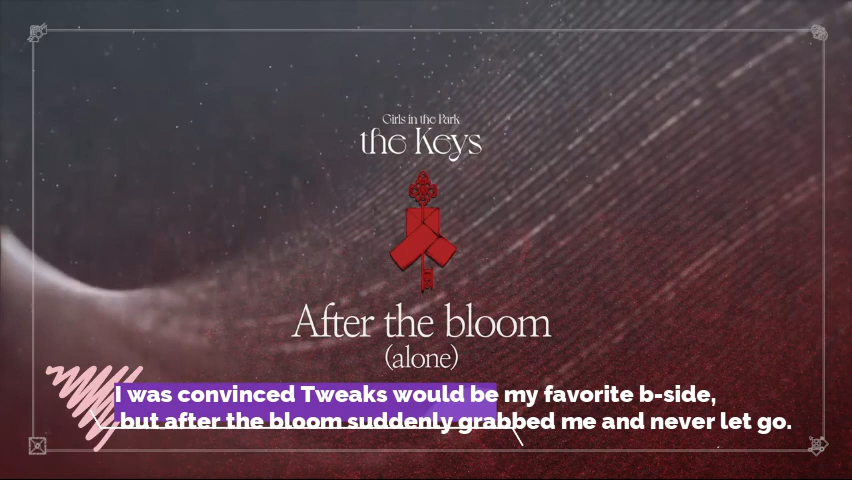 Girls in the Park
the Keys
After the bloom
(alone)
I was convinced Tweaks would be my favorite b-side,
but after the bloom suddenly grabbed me and never let go.